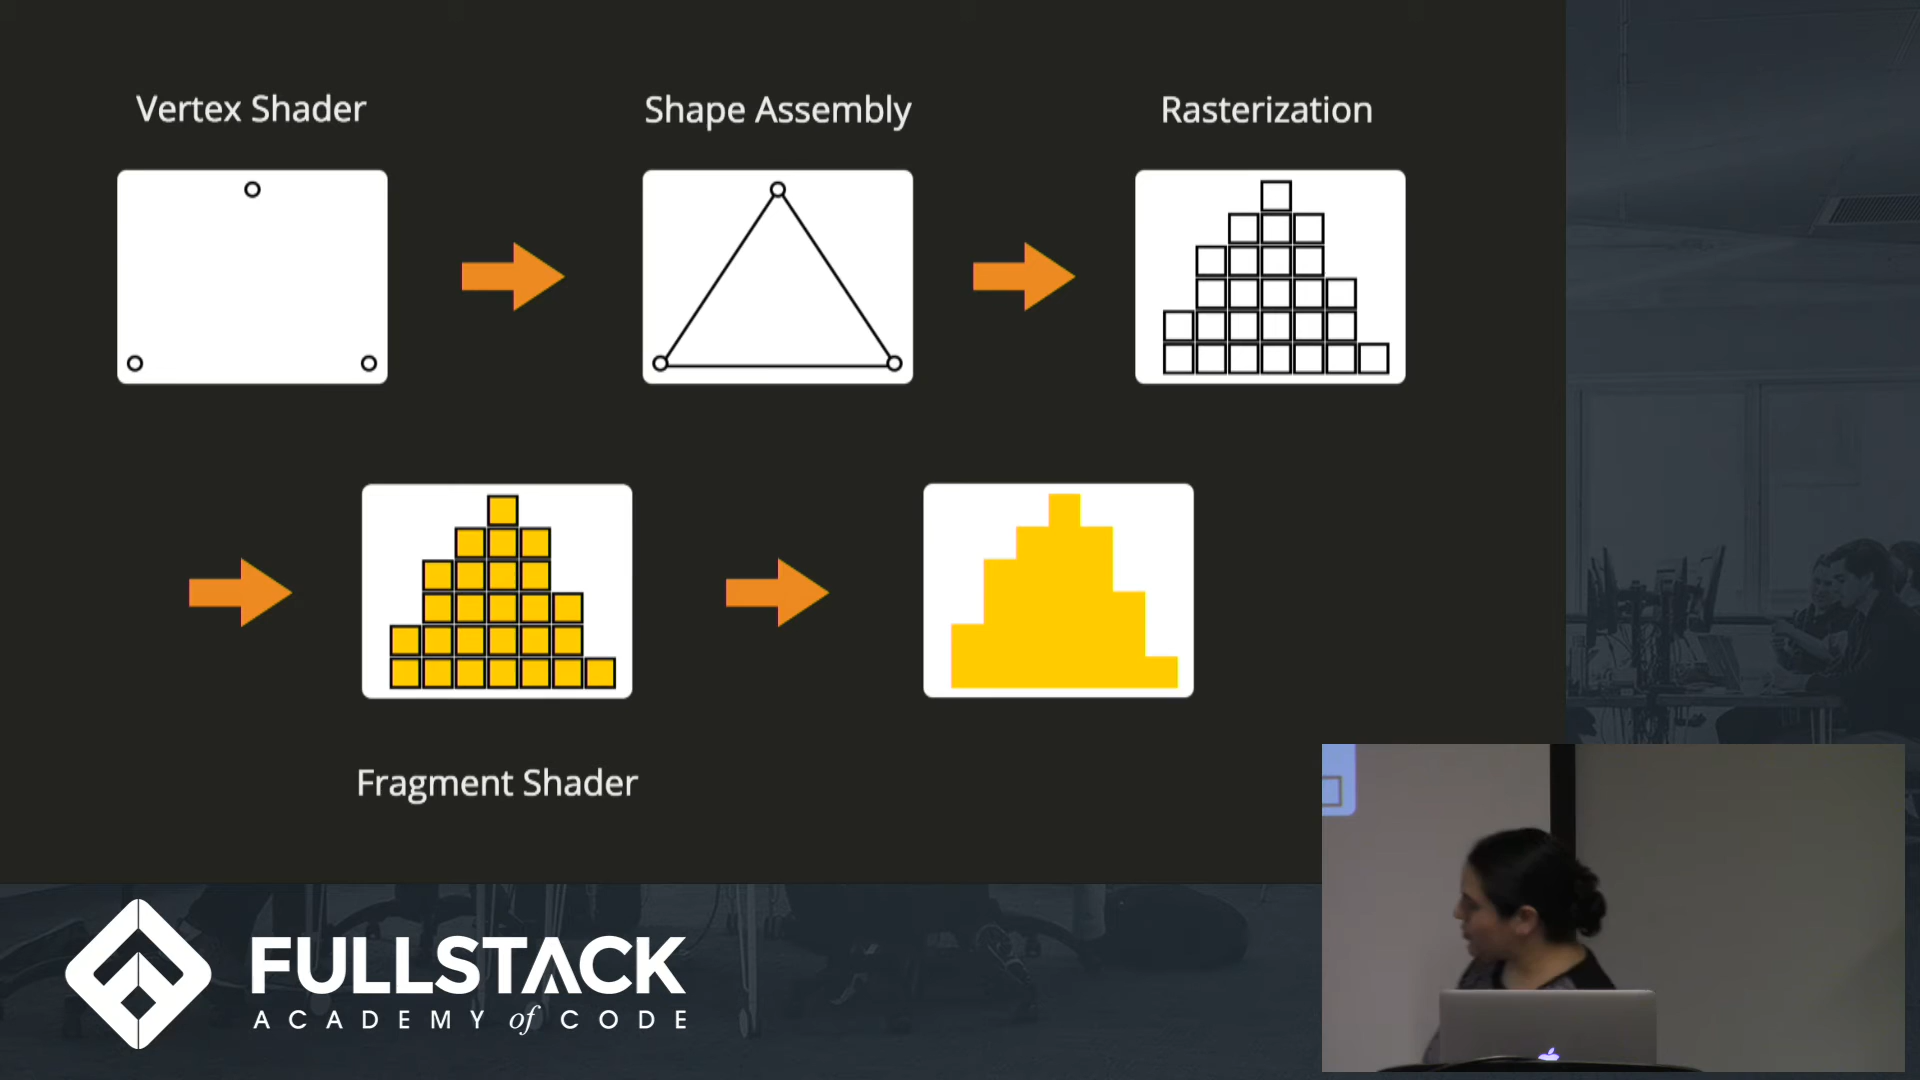 Vertex Shader
Shape Assembly
Rasterization
Fragment Shader
FULLSTACK
ACADEMY of CODE